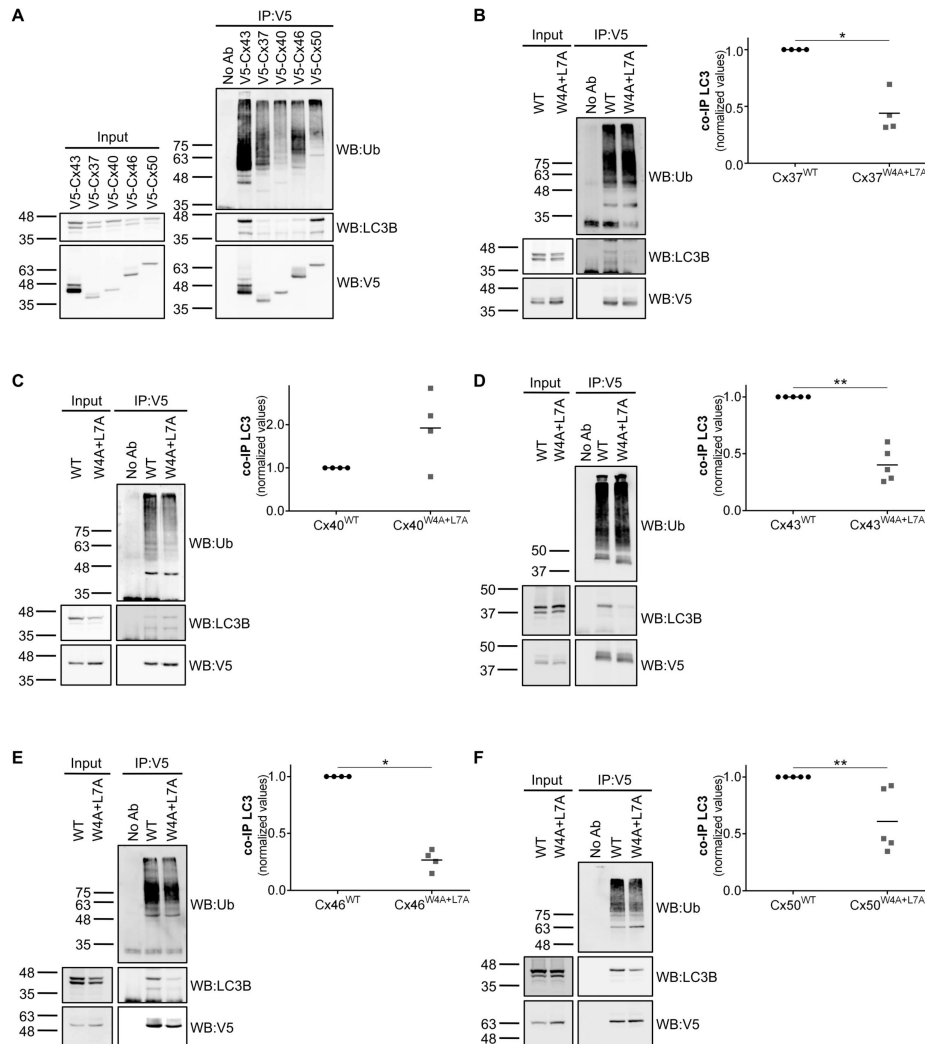 A
IP:V5
No Ab
V5-Cx43
V5-Cx37
V5-Cx40
V5-Cx46
V5-Cx50
Input
V5-Cx43
V5-Cx37
V5-Cx40
V5-Cx46
V5-Cx50
75
63
48
35
WB:Ub
48
35
48
35
WB:LC3B
63
48
35
63
48
35
WB:V5
B
Input
IP:V5
WT
W4A+L7A
No Ab
WT
W4A+L7A
75
63
48
35
WB:Ub
48
35
WB:LC3B
48
35
WB:V5
co-IP LC3
(normalized values)
1.0
0.5
0.0
*
Cx37WT
Cx37W4A+L7A
C
Input
IP:V5
WT
W4A+L7A
No Ab
WT
W4A+L7A
75
63
48
35
WB:Ub
48
35
WB:LC3B
48
35
WB:V5
co-IP LC3
(normalized values)
2.0
1.0
0.0
Cx40WT
Cx40W4A+L7A
D
Input
IP:V5
WT
W4A+L7A
No Ab
WT
W4A+L7A
50
37
WB:Ub
50
37
WB:LC3B
50
37
WB:V5
co-IP LC3
(normalized values)
1.0
0.5
0.0
**
Cx43WT
Cx43W4A+L7A
E
Input
IP:V5
WT
W4A+L7A
No Ab
WT
W4A+L7A
75
63
48
35
WB:Ub
48
35
WB:LC3B
63
48
WB:V5
co-IP LC3
(normalized values)
1.0
0.5
0.0
*
Cx46WT
Cx46W4A+L7A
F
Input
IP:V5
WT
W4A+L7A
No Ab
WT
W4A+L7A
75
63
48
WB:Ub
48
35
WB:LC3B
63
48
WB:V5
co-IP LC3
(normalized values)
1.0
0.5
0.0
**
Cx50WT
Cx50W4A+L7A